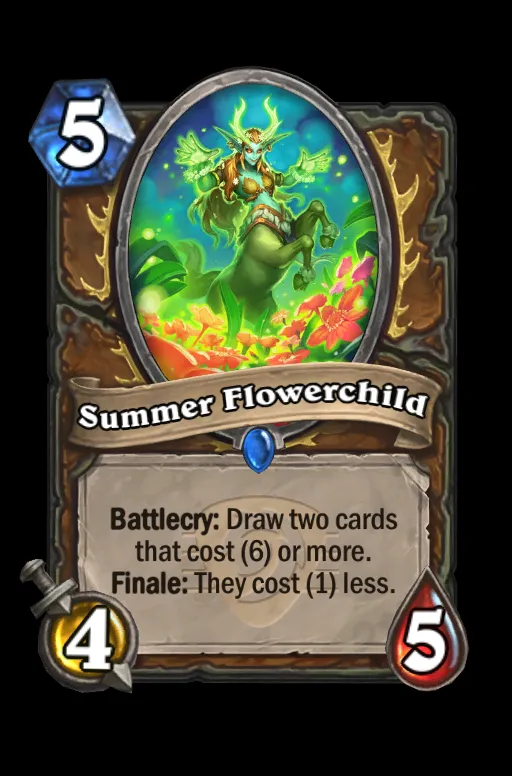 5
Summer Flowerchild
Battlecry: Draw two cards
that cost (6) or more.
Finale: They cost (1) less.
4
5